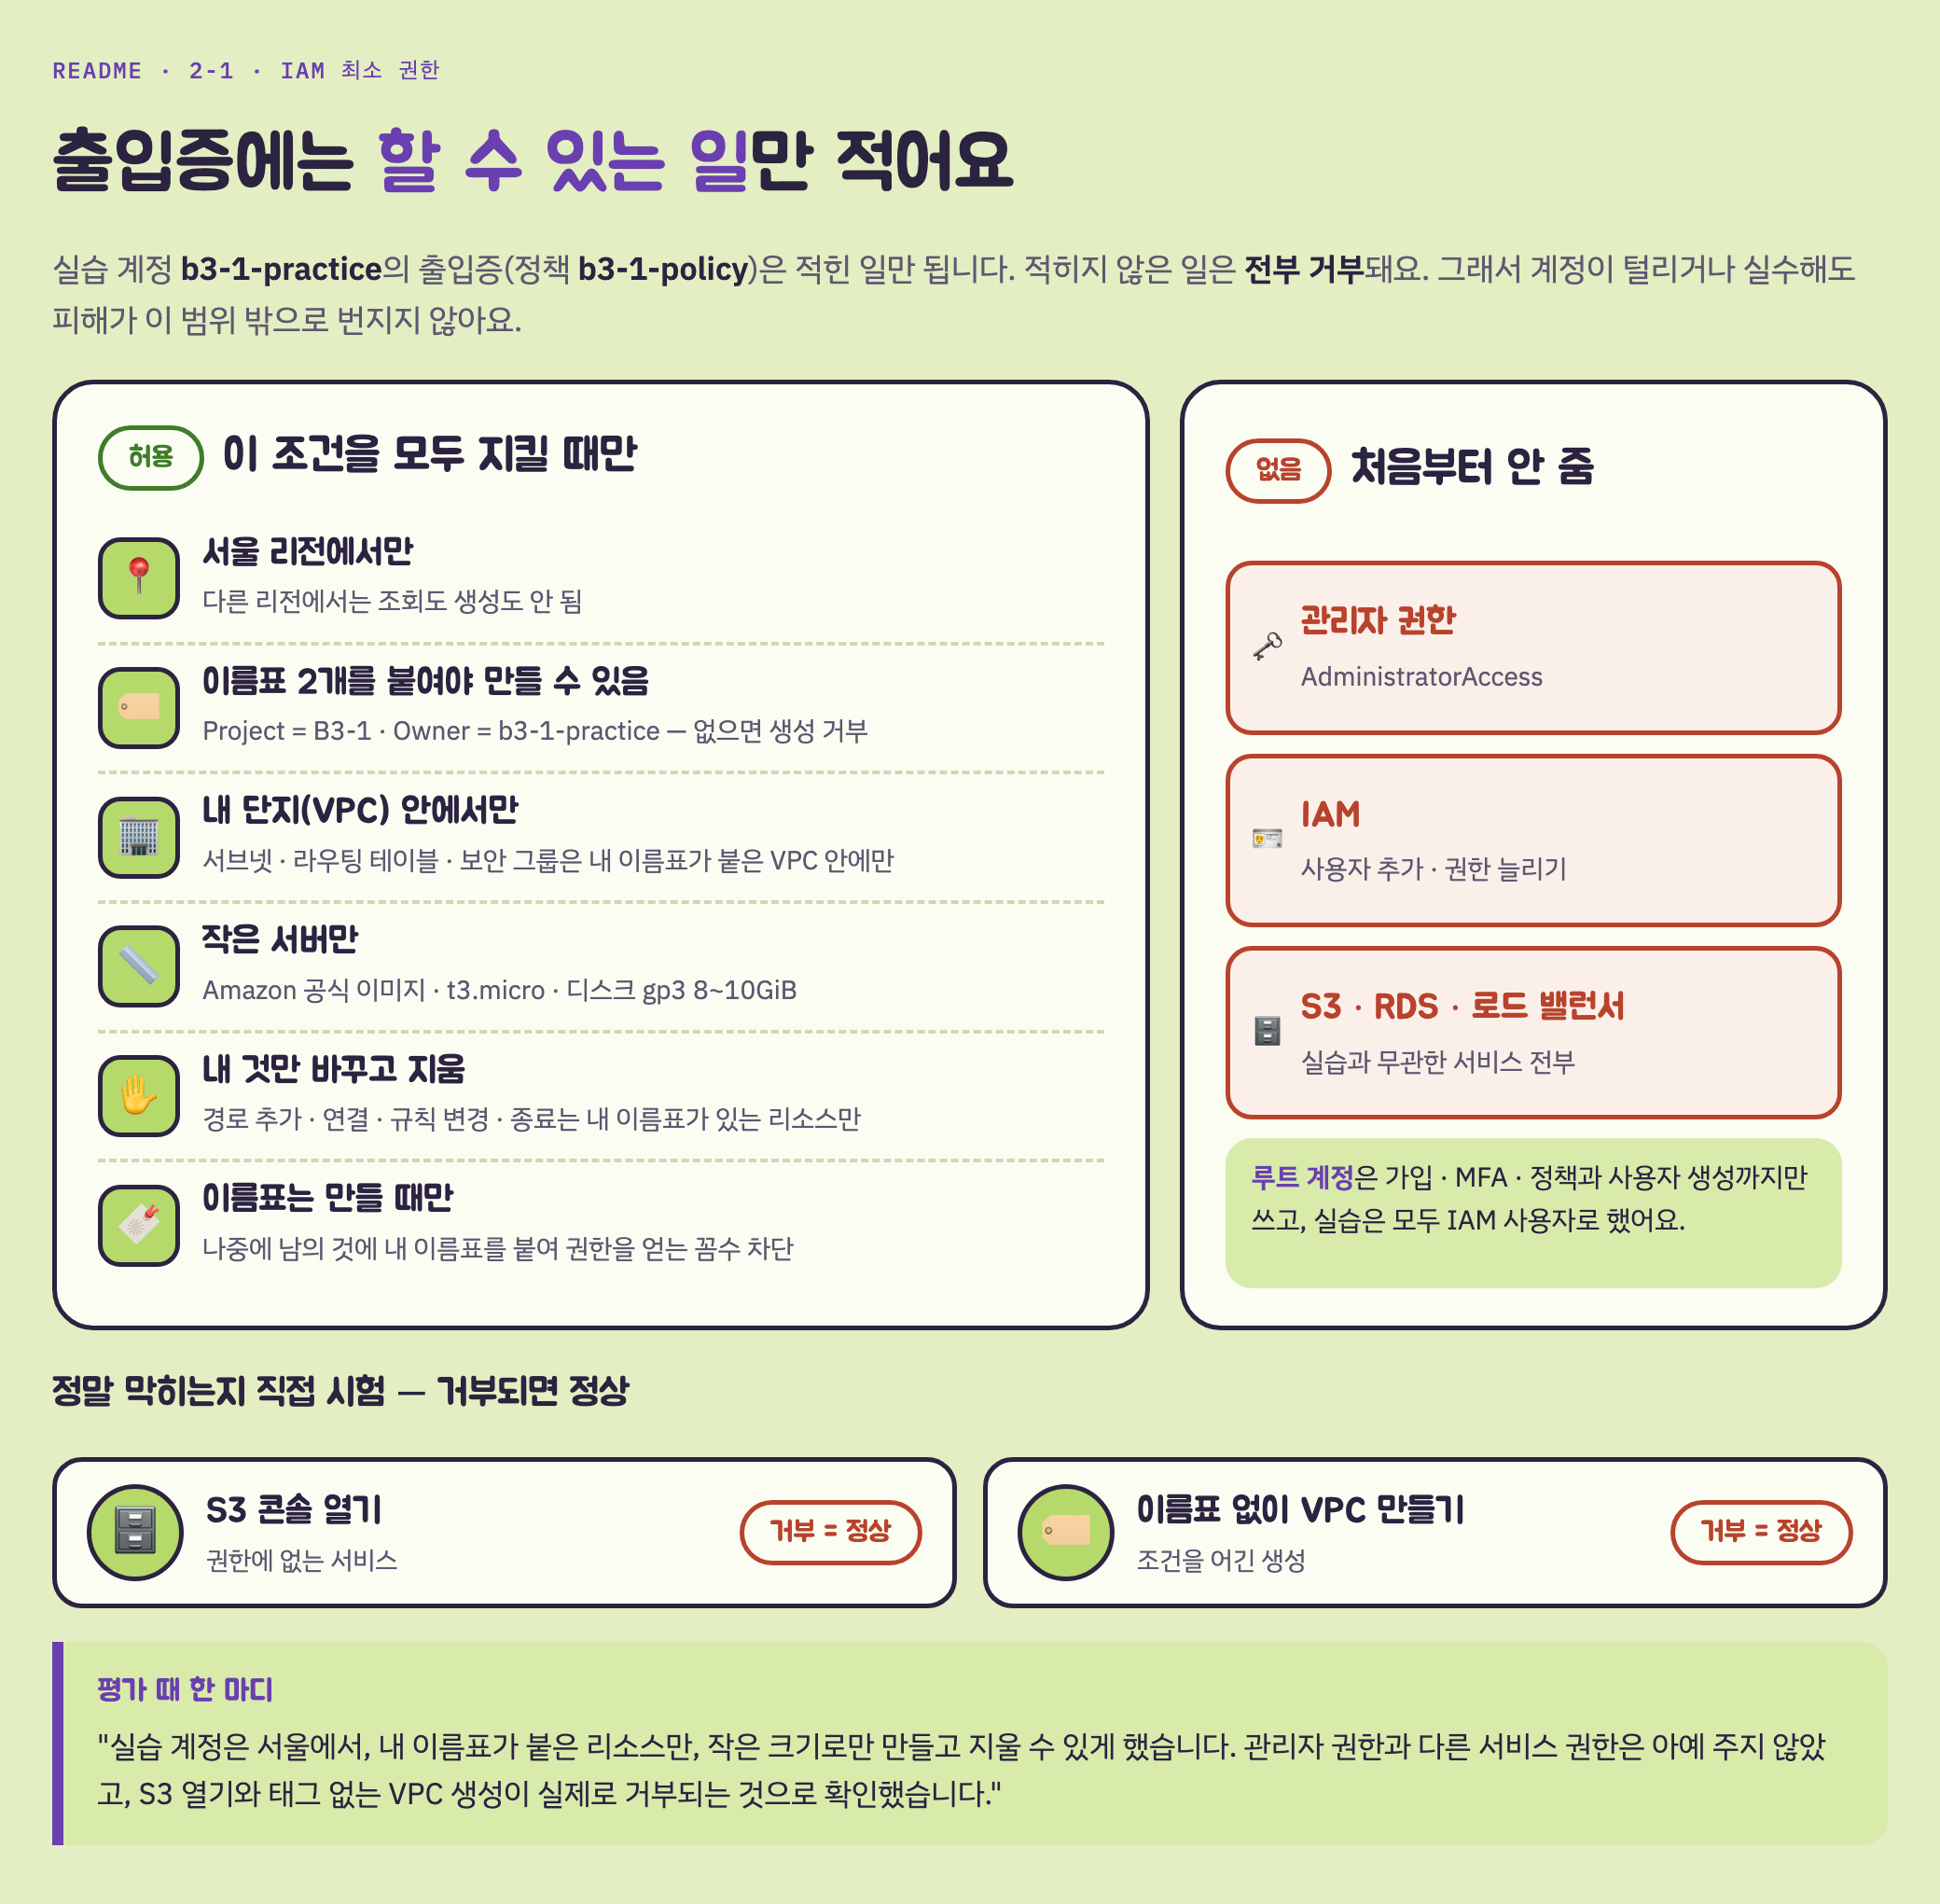 README · 2-1 · IAM 최소 권한
출입증에는 할 수 있는 일만 적어요
실습 계정 b3-1-practice의 출입증(정책 b3-1-policy)은 적힌 일만 됩니다. 적히지 않은 일은 전부 거부돼요. 그래서 계정이 털리거나 실수해도
피해가 이 범위 밖으로 번지지 않아요.
허용 이 조건을 모두 지킬 때만
서울 리전에서만
다른 리전에서는 조회도 생성도 안 됨
이름표 2개를 붙여야 만들 수 있음
Project = B3-1 · Owner = b3-1-practice — 없으면 생성 거부
내 단지(VPC) 안에서만
서브넷 · 라우팅 테이블 · 보안 그룹은 내 이름표가 붙은 VPC 안에만
작은 서버만
Amazon 공식 이미지 · t3.micro · 디스크 gp3 8~10GiB
내 것만 바꾸고 지움
경로 추가 · 연결 · 규칙 변경 · 종료는 내 이름표가 있는 리소스만
이름표는 만들 때만
나중에 남의 것에 내 이름표를 붙여 권한을 얻는 꼼수 차단
없음 처음부터 안 줌
관리자 권한
AdministratorAccess
IAM
사용자 추가 · 권한 늘리기
S3 · RDS · 로드 밸런서
실습과 무관한 서비스 전부
루트 계정은 가입 · MFA · 정책과 사용자 생성까지만
쓰고, 실습은 모두 IAM 사용자로 했어요.
정말 막히는지 직접 시험 — 거부되면 정상
S3 콘솔 열기
권한에 없는 서비스
거부 = 정상
이름표 없이 VPC 만들기
조건을 어긴 생성
거부 = 정상
평가 때 한 마디
"실습 계정은 서울에서, 내 이름표가 붙은 리소스만, 작은 크기로만 만들고 지울 수 있게 했습니다. 관리자 권한과 다른 서비스 권한은 아예 주지 않았
고, S3 열기와 태그 없는 VPC 생성이 실제로 거부되는 것으로 확인했습니다."